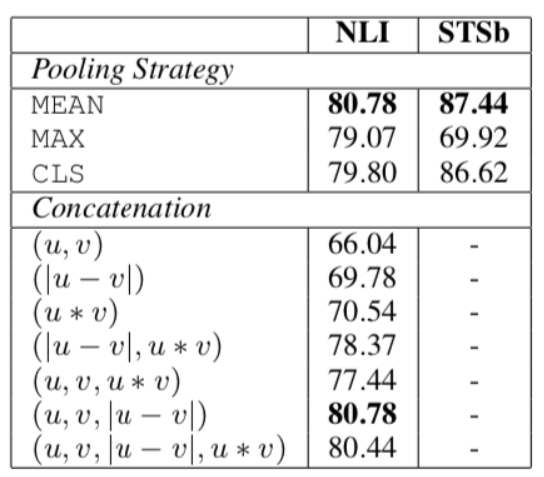 NLI STSb
Pooling Strategy
MEAN 80.78 87.44
MAX 79.07 69.92
CLS 79.80 86.62
Concatenation
(u, v) 66.04 -
(|u − v|) 69.78 -
(u ∗ v) 70.54 -
(|u − v|, u ∗ v) 78.37 -
(u, v, u ∗ v) 77.44 -
(u, v, |u − v|) 80.78 -
(u, v, |u − v|, u ∗ v) 80.44 -